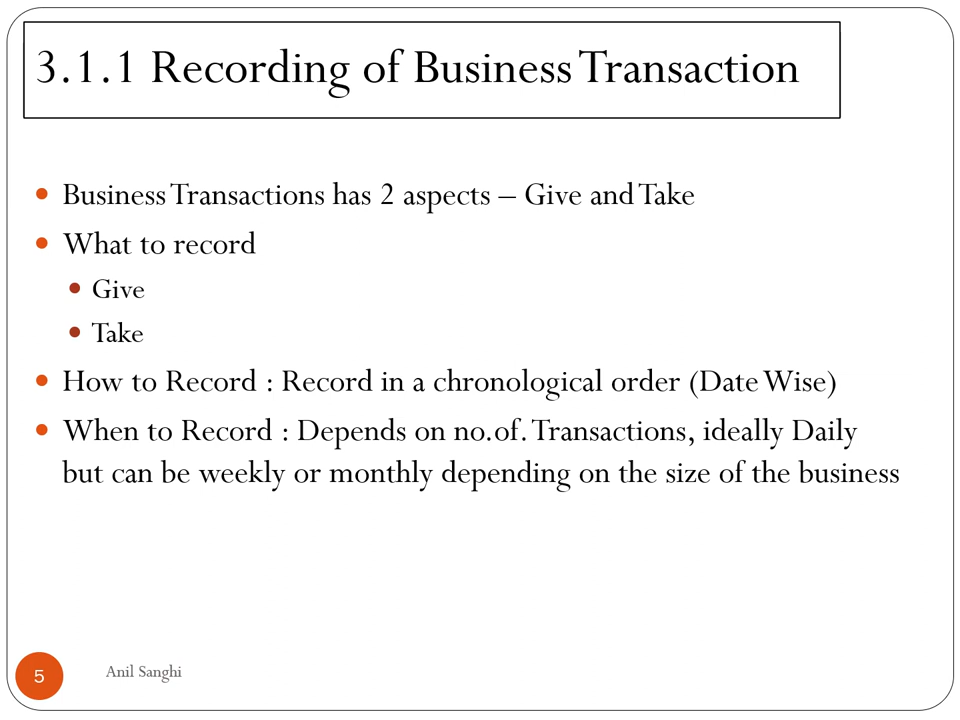 3.1.1 Recording of Business Transaction
Business Transactions has 2 aspects – Give and Take
What to record
Give
Take
How to Record : Record in a chronological order (Date Wise)
When to Record : Depends on no.of. Transactions, ideally Daily
but can be weekly or monthly depending on the size of the business
5
Anil Sanghi